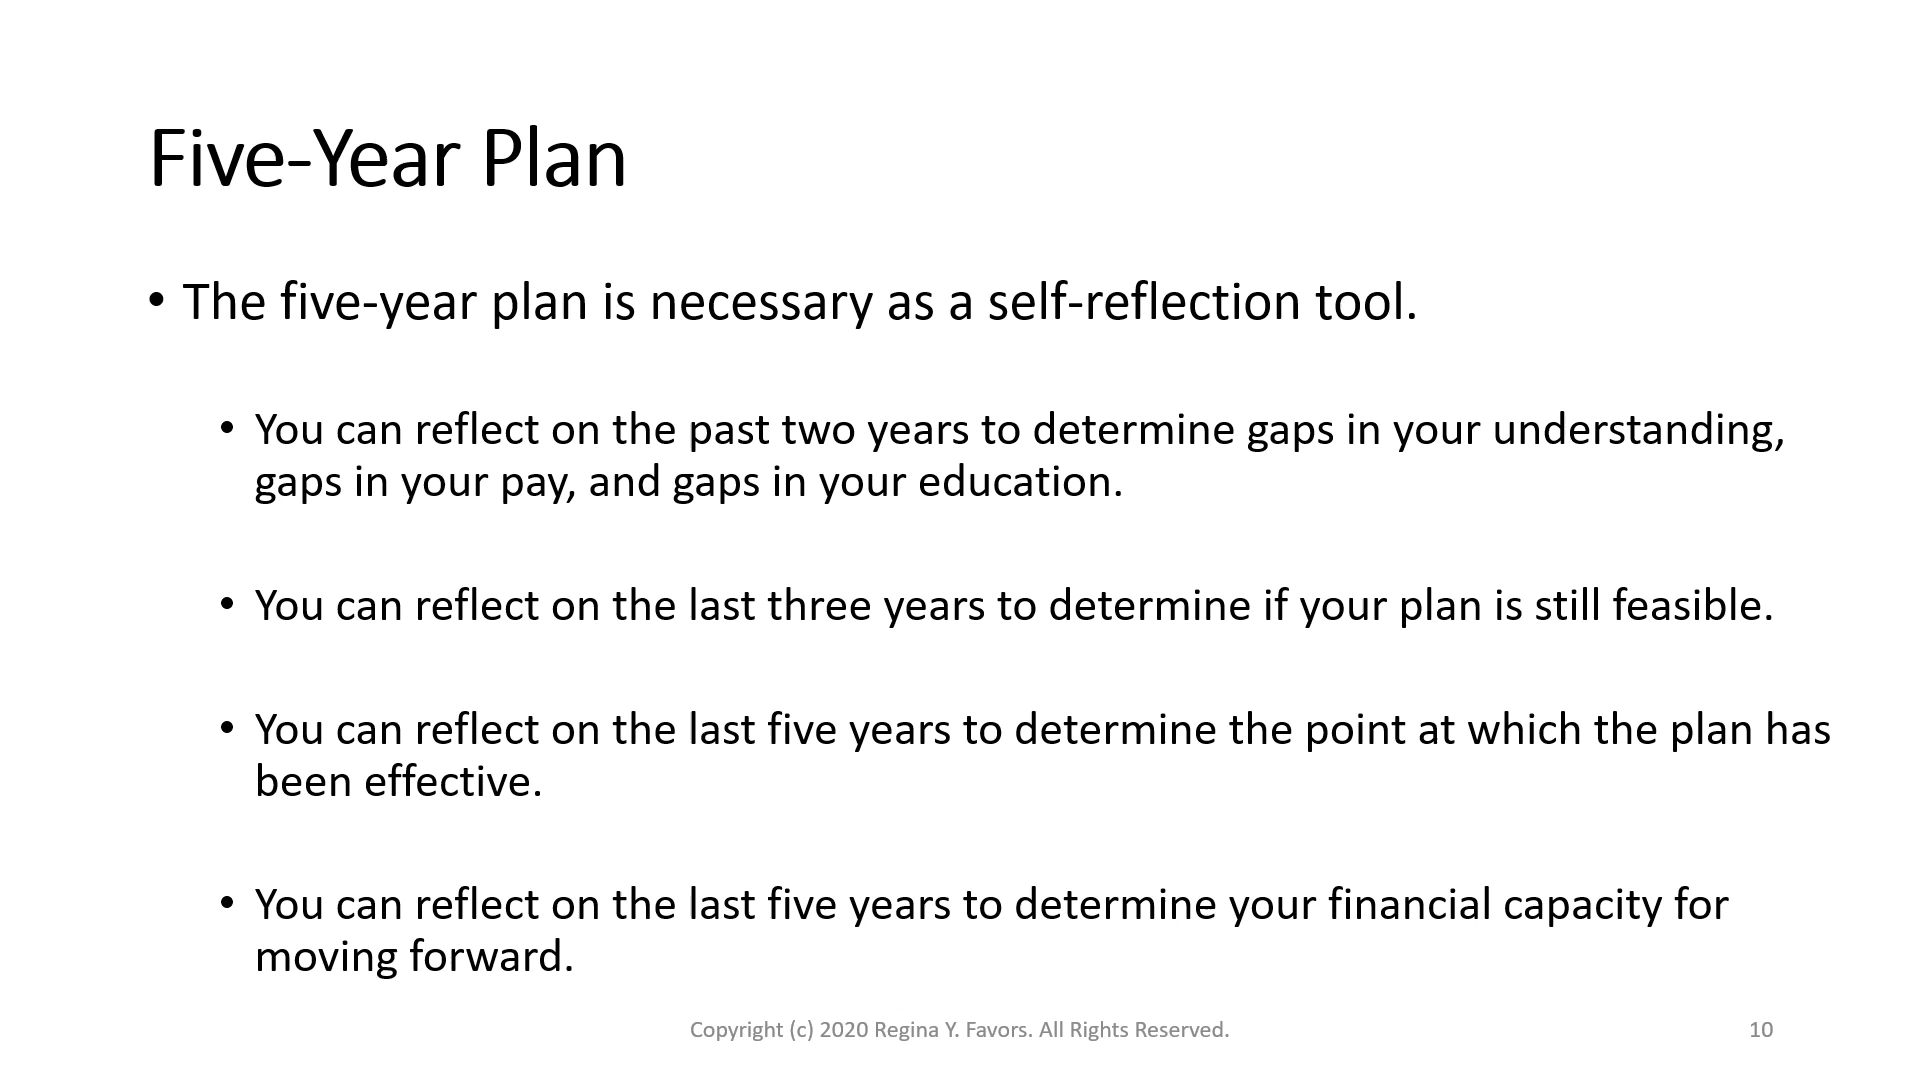 Five-Year Plan
• The five-year plan is necessary as a self-reflection tool.
• You can reflect on the past two years to determine gaps in your understanding,
gaps in your pay, and gaps in your education.
• You can reflect on the last three years to determine if your plan is still feasible.
• You can reflect on the last five years to determine the point at which the plan has
been effective.
• You can reflect on the last five years to determine your financial capacity for
moving forward.
Copyright (c) 2020 Regina Y. Favors. All Rights Reserved.
10